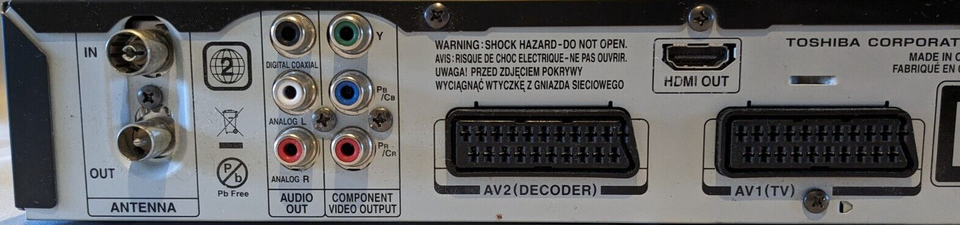 IN
OUT
ANTENNA
2
Pb
Pb Free
DIGITAL COAXIAL
ANALOG L
ANALOG R
AUDIO
OUT
Y
PB
/CB
PR
/CR
COMPONENT
VIDEO OUTPUT
WARNING: SHOCK HAZARD - DO NOT OPEN.
AVIS: RISQUE DE CHOC ELECTRIQUE - NE PAS OUVRIR.
UWAGA! PRZED ZDJĘCIEM POKRYWY
WYCIĄGNĄĆ WTYCZKĘ Z GNIAZDA SIECIOWEGO
AV2 (DECODER)
HDMI OUT
TOSHIBA CORPORAT
MADE IN C
FABRIQUÉ EN C
AV1 (TV)